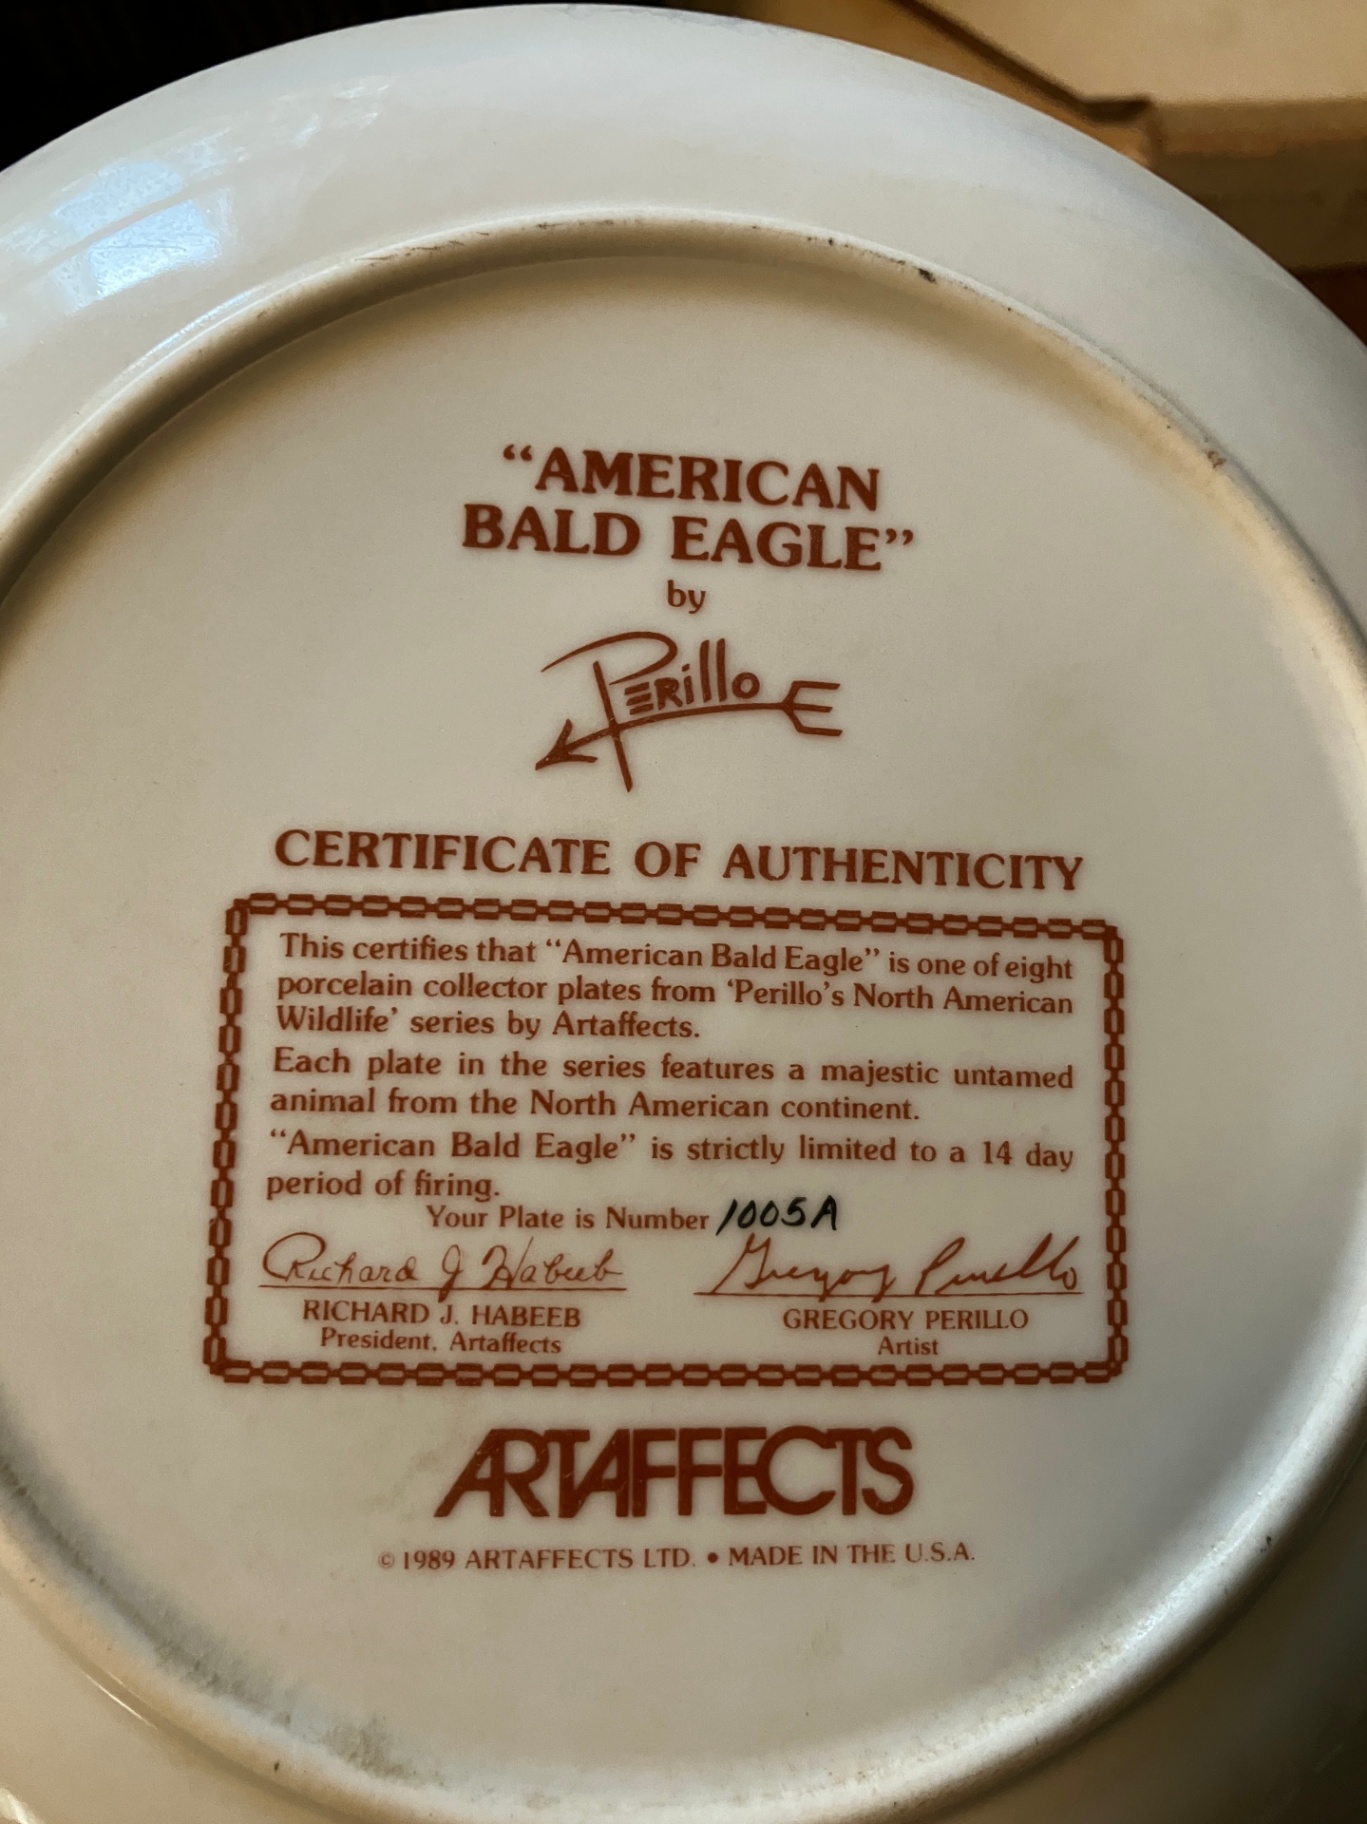 “AMERICAN
BALD EAGLE”
by
Perillo
CERTIFICATE OF AUTHENTICITY
This certifies that “American Bald Eagle” is one of eight
porcelain collector plates from ‘Perillo’s North American
Wildlife’ series by Artaffects.
Each plate in the series features a majestic untamed
animal from the North American continent.
“American Bald Eagle” is strictly limited to a 14 day
period of firing.
Your Plate is Number 1005A
Richard J Habeeb Gregory Perillo
RICHARD J. HABEEB GREGORY PERILLO
President, Artaffects Artist
ARTAFFECTS
© 1989 ARTAFFECTS LTD. • MADE IN THE U.S.A.